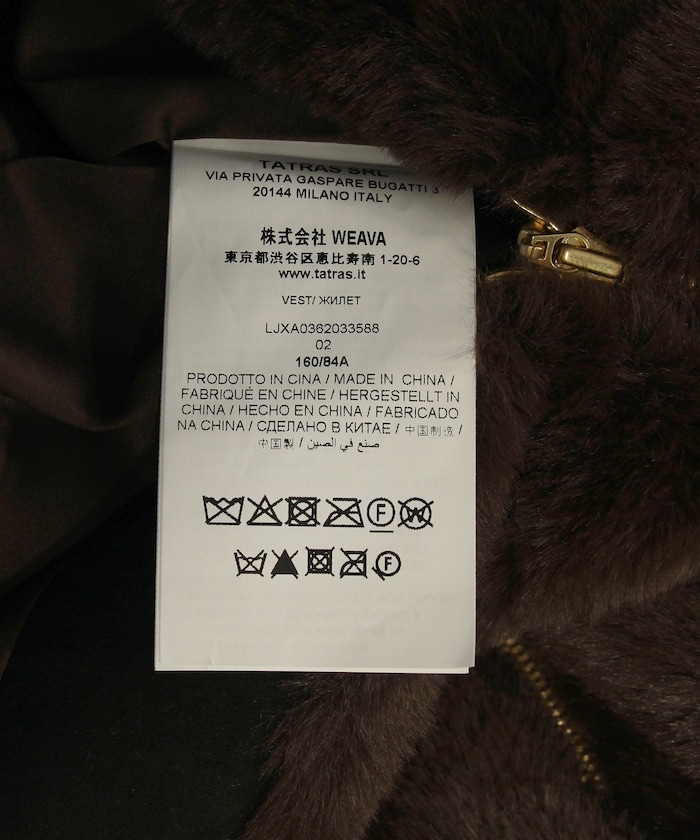 TATRAS SRL
VIA PRIVATA GASPARE BUGATTI 3
20144 MILANO ITALY
株式会社 WEAVA
東京都渋谷区恵比寿南 1-20-6
www.tatras.it
VEST/ ЖИЛЕТ
LJXA0362033588
02
160/84A
PRODOTTO IN CINA / MADE IN CHINA /
FABRIQUÉ EN CHINE / HERGESTELLT IN
CHINA / HECHO EN CHINA / FABRICADO
NA CHINA / СДЕЛАНО В КИТАЕ / 中国制造 /
中国製 / صنع في الصين
F W
F